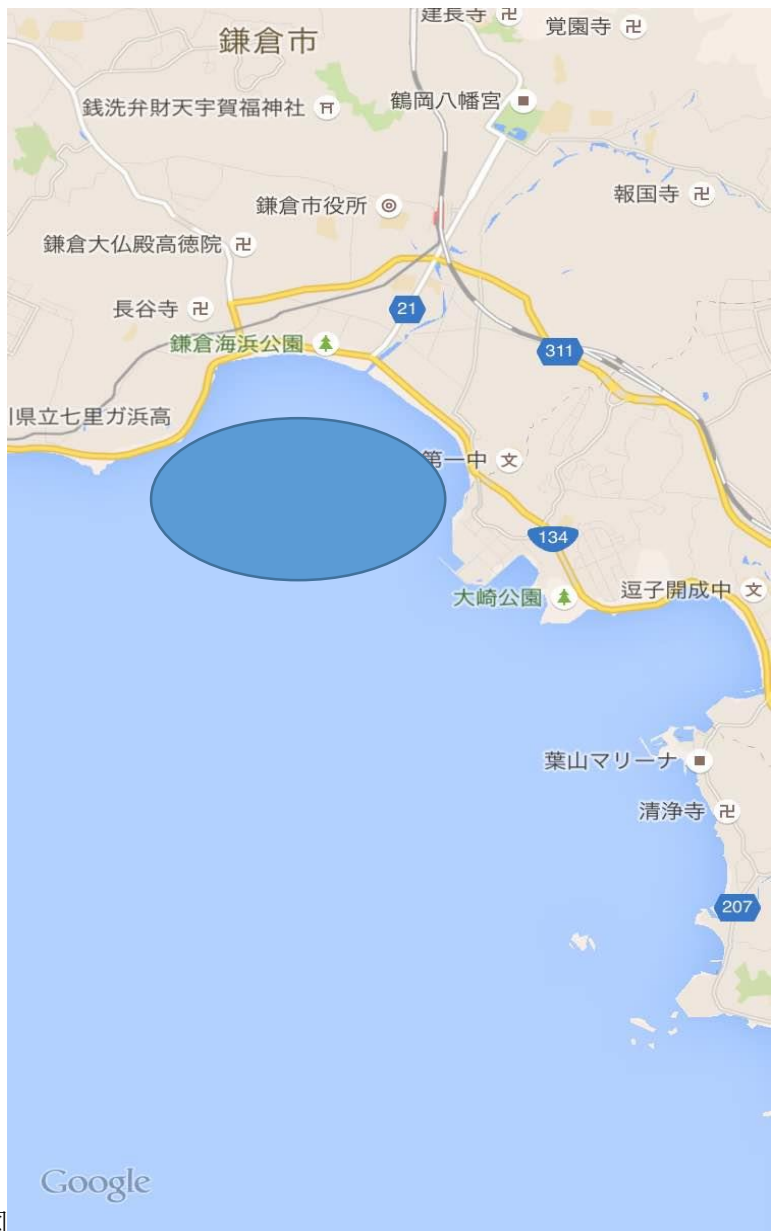 建長寺
覚園寺
鎌倉市
銭洗弁財天宇賀福神社
鶴岡八幡宮
報国寺
鎌倉市役所
鎌倉大仏殿高徳院
長谷寺
21
鎌倉海浜公園
311
県立七里ガ浜高
第一中
文
134
大崎公園
逗子開成中
文
葉山マリーナ
清浄寺
207
Google